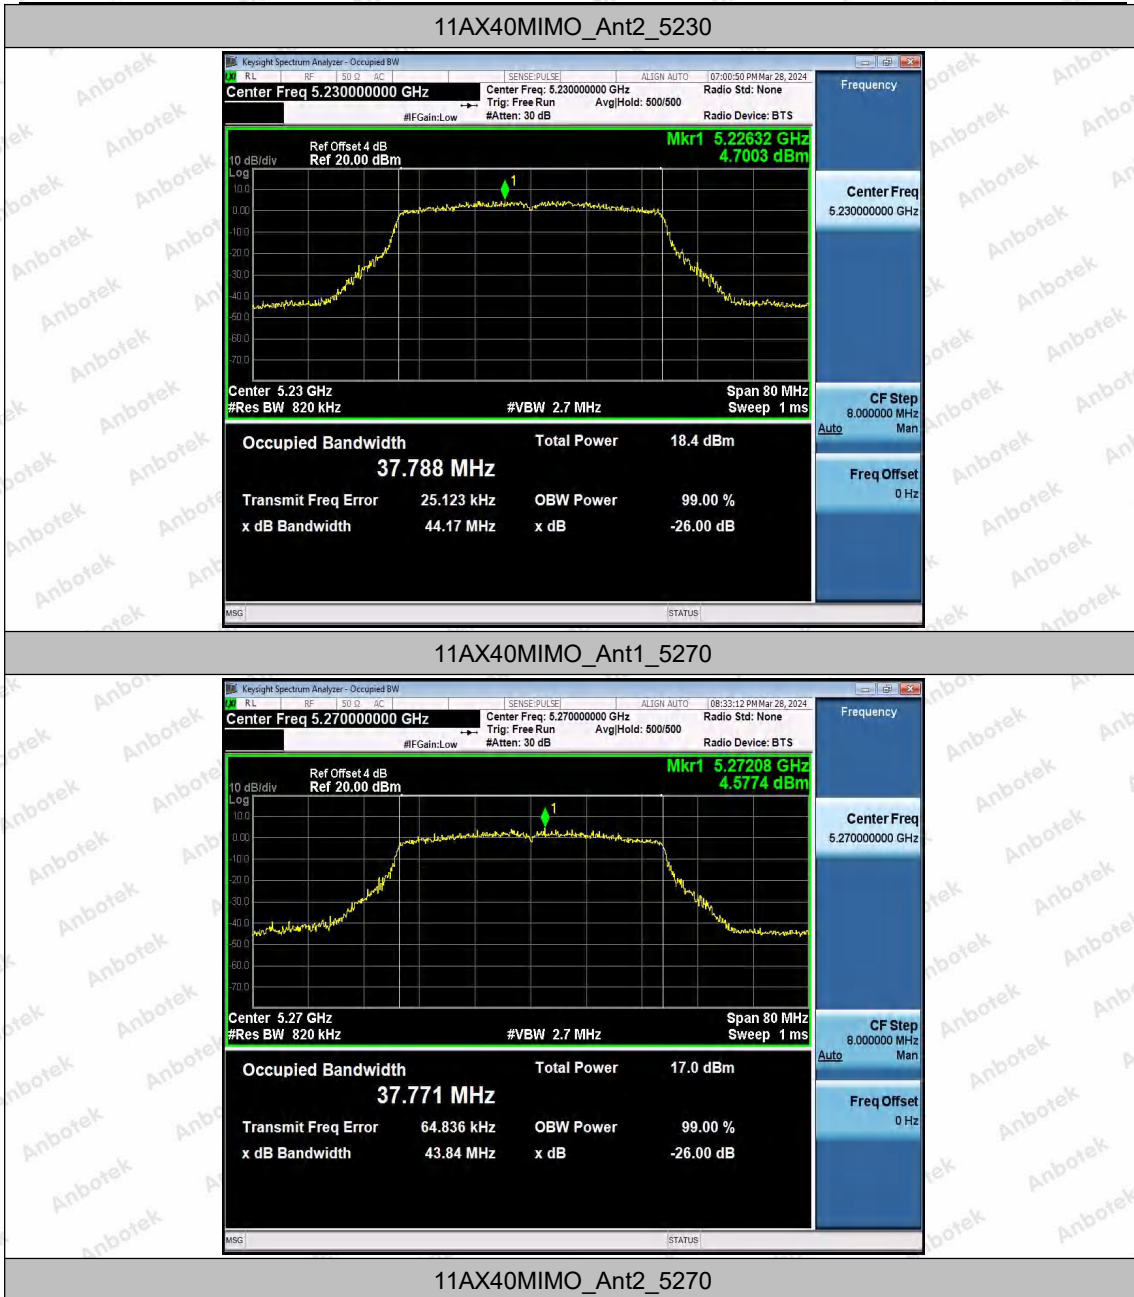 11AX40MIMO_Ant2_5230
Keysight Spectrum Analyzer - Occupied BW
LXI RL RF 50 Ω AC SENSE:PULSE ALIGN AUTO 07:00:50 PM Mar 28, 2024
Center Freq 5.230000000 GHz
Center Freq: 5.230000000 GHz Radio Std: None
Trig: Free Run Avg|Hold: 500/500
#IFGain:Low #Atten: 30 dB Radio Device: BTS
Frequency
Mkr1 5.22632 GHz
4.7003 dBm
Ref Offset 4 dB
10 dB/div Ref 20.00 dBm
Log
10.0
0.00
-10.0
-20.0
-30.0
-40.0
-50.0
-60.0
-70.0
1
Center 5.23 GHz Span 80 MHz
#Res BW 820 kHz #VBW 2.7 MHz Sweep 1 ms
Center Freq
5.230000000 GHz
CF Step
8.000000 MHz
Auto Man
Freq Offset
0 Hz
Occupied Bandwidth Total Power 18.4 dBm
37.788 MHz
Transmit Freq Error 25.123 kHz OBW Power 99.00 %
x dB Bandwidth 44.17 MHz x dB -26.00 dB
MSG STATUS
11AX40MIMO_Ant1_5270
Keysight Spectrum Analyzer - Occupied BW
LXI RL RF 50 Ω AC SENSE:PULSE ALIGN AUTO 08:33:12 PM Mar 28, 2024
Center Freq 5.270000000 GHz
Center Freq: 5.270000000 GHz Radio Std: None
Trig: Free Run Avg|Hold: 500/500
#IFGain:Low #Atten: 30 dB Radio Device: BTS
Frequency
Mkr1 5.27208 GHz
4.5774 dBm
Ref Offset 4 dB
10 dB/div Ref 20.00 dBm
Log
10.0
0.00
-10.0
-20.0
-30.0
-40.0
-50.0
-60.0
-70.0
1
Center 5.27 GHz Span 80 MHz
#Res BW 820 kHz #VBW 2.7 MHz Sweep 1 ms
Center Freq
5.270000000 GHz
CF Step
8.000000 MHz
Auto Man
Freq Offset
0 Hz
Occupied Bandwidth Total Power 17.0 dBm
37.771 MHz
Transmit Freq Error 64.836 kHz OBW Power 99.00 %
x dB Bandwidth 43.84 MHz x dB -26.00 dB
MSG STATUS
11AX40MIMO_Ant2_5270
Anbotek